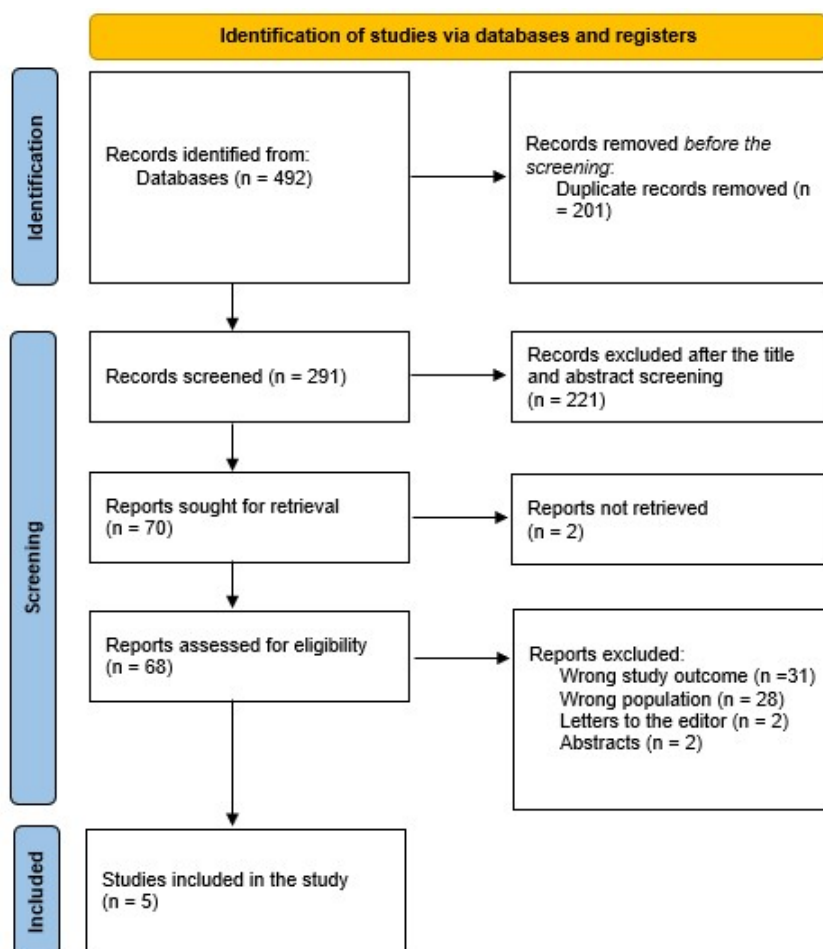 Identification of studies via databases and registers
Identification
Records identified from:
Databases (n = 492)
Records removed before the
screening:
Duplicate records removed (n
= 201)
Screening
Records screened (n = 291)
Records excluded after the title
and abstract screening
(n = 221)
Reports sought for retrieval
(n = 70)
Reports not retrieved
(n = 2)
Reports assessed for eligibility
(n = 68)
Reports excluded:
Wrong study outcome (n =31)
Wrong population (n = 28)
Letters to the editor (n = 2)
Abstracts (n = 2)
Included
Studies included in the study
(n = 5)